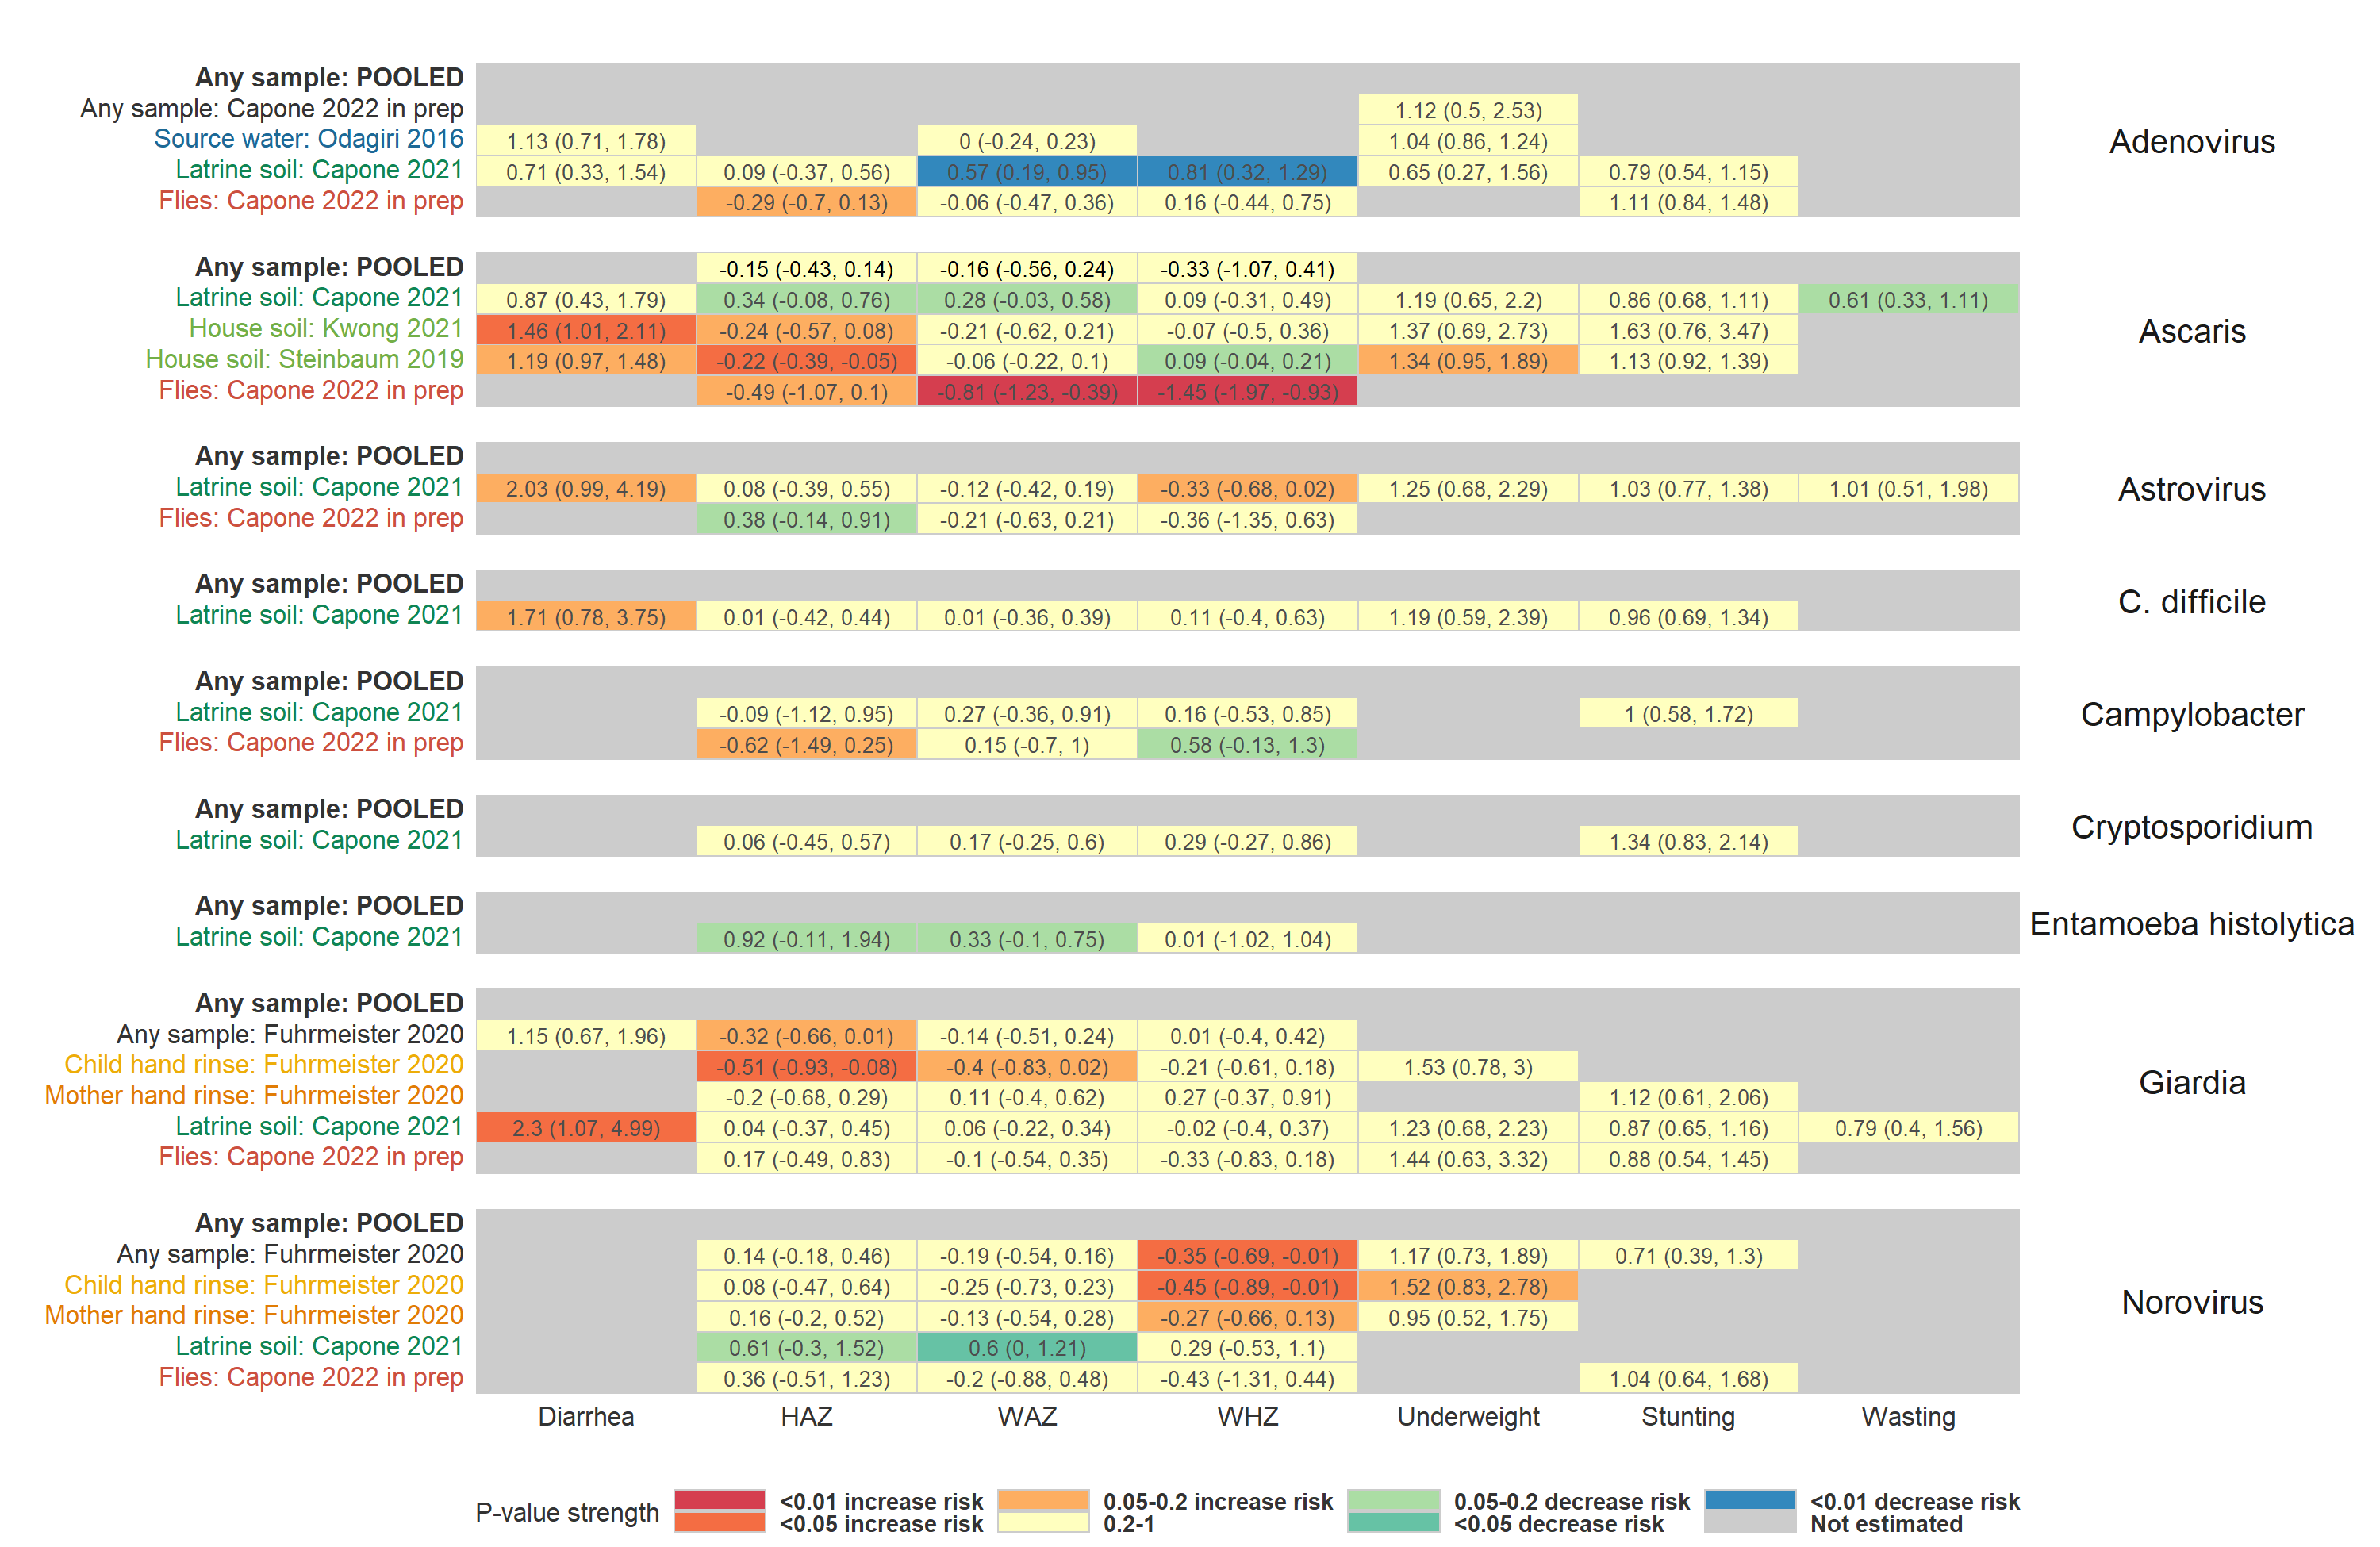 Any sample: POOLED
Any sample: Capone 2022 in prep 1.12 (0.5, 2.53)
Source water: Odagiri 2016 1.13 (0.71, 1.78) 0 (-0.24, 0.23) 1.04 (0.86, 1.24)
Latrine soil: Capone 2021 0.71 (0.33, 1.54) 0.09 (-0.37, 0.56) 0.57 (0.19, 0.95) 0.81 (0.32, 1.29) 0.65 (0.27, 1.56) 0.79 (0.54, 1.15)
Flies: Capone 2022 in prep -0.29 (-0.7, 0.13) -0.06 (-0.47, 0.36) 0.16 (-0.44, 0.75) 1.11 (0.84, 1.48)
Adenovirus
Any sample: POOLED -0.15 (-0.43, 0.14) -0.16 (-0.56, 0.24) -0.33 (-1.07, 0.41)
Latrine soil: Capone 2021 0.87 (0.43, 1.79) 0.34 (-0.08, 0.76) 0.28 (-0.03, 0.58) 0.09 (-0.31, 0.49) 1.19 (0.65, 2.2) 0.86 (0.68, 1.11) 0.61 (0.33, 1.11)
House soil: Kwong 2021 1.46 (1.01, 2.11) -0.24 (-0.57, 0.08) -0.21 (-0.62, 0.21) -0.07 (-0.5, 0.36) 1.37 (0.69, 2.73) 1.63 (0.76, 3.47)
House soil: Steinbaum 2019 1.19 (0.97, 1.48) -0.22 (-0.39, -0.05) -0.06 (-0.22, 0.1) 0.09 (-0.04, 0.21) 1.34 (0.95, 1.89) 1.13 (0.92, 1.39)
Flies: Capone 2022 in prep -0.49 (-1.07, 0.1) -0.81 (-1.23, -0.39) -1.45 (-1.97, -0.93)
Ascaris
Any sample: POOLED
Latrine soil: Capone 2021 2.03 (0.99, 4.19) 0.08 (-0.39, 0.55) -0.12 (-0.42, 0.19) -0.33 (-0.68, 0.02) 1.25 (0.68, 2.29) 1.03 (0.77, 1.38) 1.01 (0.51, 1.98)
Flies: Capone 2022 in prep 0.38 (-0.14, 0.91) -0.21 (-0.63, 0.21) -0.36 (-1.35, 0.63)
Astrovirus
Any sample: POOLED
Latrine soil: Capone 2021 1.71 (0.78, 3.75) 0.01 (-0.42, 0.44) 0.01 (-0.36, 0.39) 0.11 (-0.4, 0.63) 1.19 (0.59, 2.39) 0.96 (0.69, 1.34)
C. difficile
Any sample: POOLED
Latrine soil: Capone 2021 -0.09 (-1.12, 0.95) 0.27 (-0.36, 0.91) 0.16 (-0.53, 0.85) 1 (0.58, 1.72)
Flies: Capone 2022 in prep -0.62 (-1.49, 0.25) 0.15 (-0.7, 1) 0.58 (-0.13, 1.3)
Campylobacter
Any sample: POOLED
Latrine soil: Capone 2021 0.06 (-0.45, 0.57) 0.17 (-0.25, 0.6) 0.29 (-0.27, 0.86) 1.34 (0.83, 2.14)
Cryptosporidium
Any sample: POOLED
Latrine soil: Capone 2021 0.92 (-0.11, 1.94) 0.33 (-0.1, 0.75) 0.01 (-1.02, 1.04)
Entamoeba histolytica
Any sample: POOLED
Any sample: Fuhrmeister 2020 1.15 (0.67, 1.96) -0.32 (-0.66, 0.01) -0.14 (-0.51, 0.24) 0.01 (-0.4, 0.42)
Child hand rinse: Fuhrmeister 2020 -0.51 (-0.93, -0.08) -0.4 (-0.83, 0.02) -0.21 (-0.61, 0.18) 1.53 (0.78, 3)
Mother hand rinse: Fuhrmeister 2020 -0.2 (-0.68, 0.29) 0.11 (-0.4, 0.62) 0.27 (-0.37, 0.91) 1.12 (0.61, 2.06)
Latrine soil: Capone 2021 2.3 (1.07, 4.99) 0.04 (-0.37, 0.45) 0.06 (-0.22, 0.34) -0.02 (-0.4, 0.37) 1.23 (0.68, 2.23) 0.87 (0.65, 1.16) 0.79 (0.4, 1.56)
Flies: Capone 2022 in prep 0.17 (-0.49, 0.83) -0.1 (-0.54, 0.35) -0.33 (-0.83, 0.18) 1.44 (0.63, 3.32) 0.88 (0.54, 1.45)
Giardia
Any sample: POOLED
Any sample: Fuhrmeister 2020 0.14 (-0.18, 0.46) -0.19 (-0.54, 0.16) -0.35 (-0.69, -0.01) 1.17 (0.73, 1.89) 0.71 (0.39, 1.3)
Child hand rinse: Fuhrmeister 2020 0.08 (-0.47, 0.64) -0.25 (-0.73, 0.23) -0.45 (-0.89, -0.01) 1.52 (0.83, 2.78)
Mother hand rinse: Fuhrmeister 2020 0.16 (-0.2, 0.52) -0.13 (-0.54, 0.28) -0.27 (-0.66, 0.13) 0.95 (0.52, 1.75)
Latrine soil: Capone 2021 0.61 (-0.3, 1.52) 0.6 (0, 1.21) 0.29 (-0.53, 1.1)
Flies: Capone 2022 in prep 0.36 (-0.51, 1.23) -0.2 (-0.88, 0.48) -0.43 (-1.31, 0.44) 1.04 (0.64, 1.68)
Norovirus
Diarrhea HAZ WAZ WHZ Underweight Stunting Wasting
P-value strength
<0.01 increase risk 0.05-0.2 increase risk 0.05-0.2 decrease risk <0.01 decrease risk
<0.05 increase risk 0.2-1 <0.05 decrease risk Not estimated